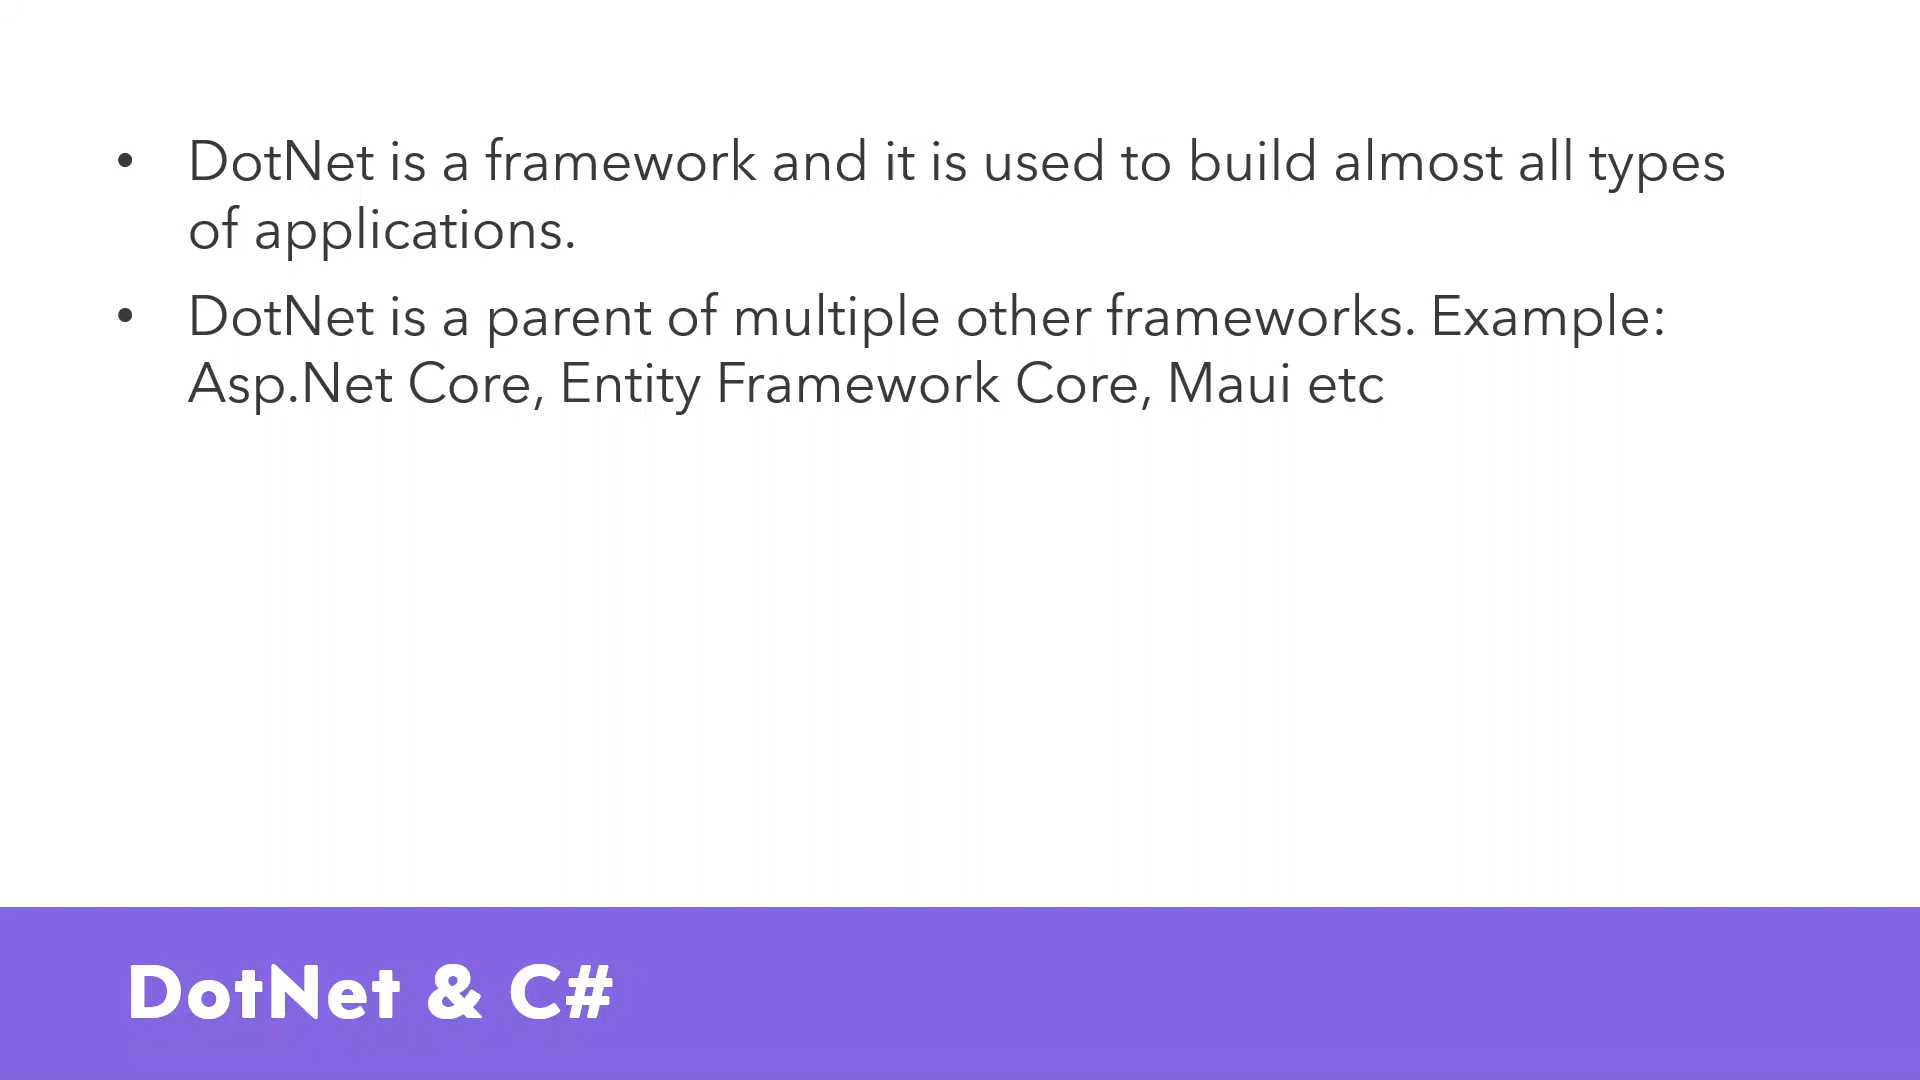 • DotNet is a framework and it is used to build almost all types
of applications.
• DotNet is a parent of multiple other frameworks. Example:
Asp.Net Core, Entity Framework Core, Maui etc
DotNet & C#